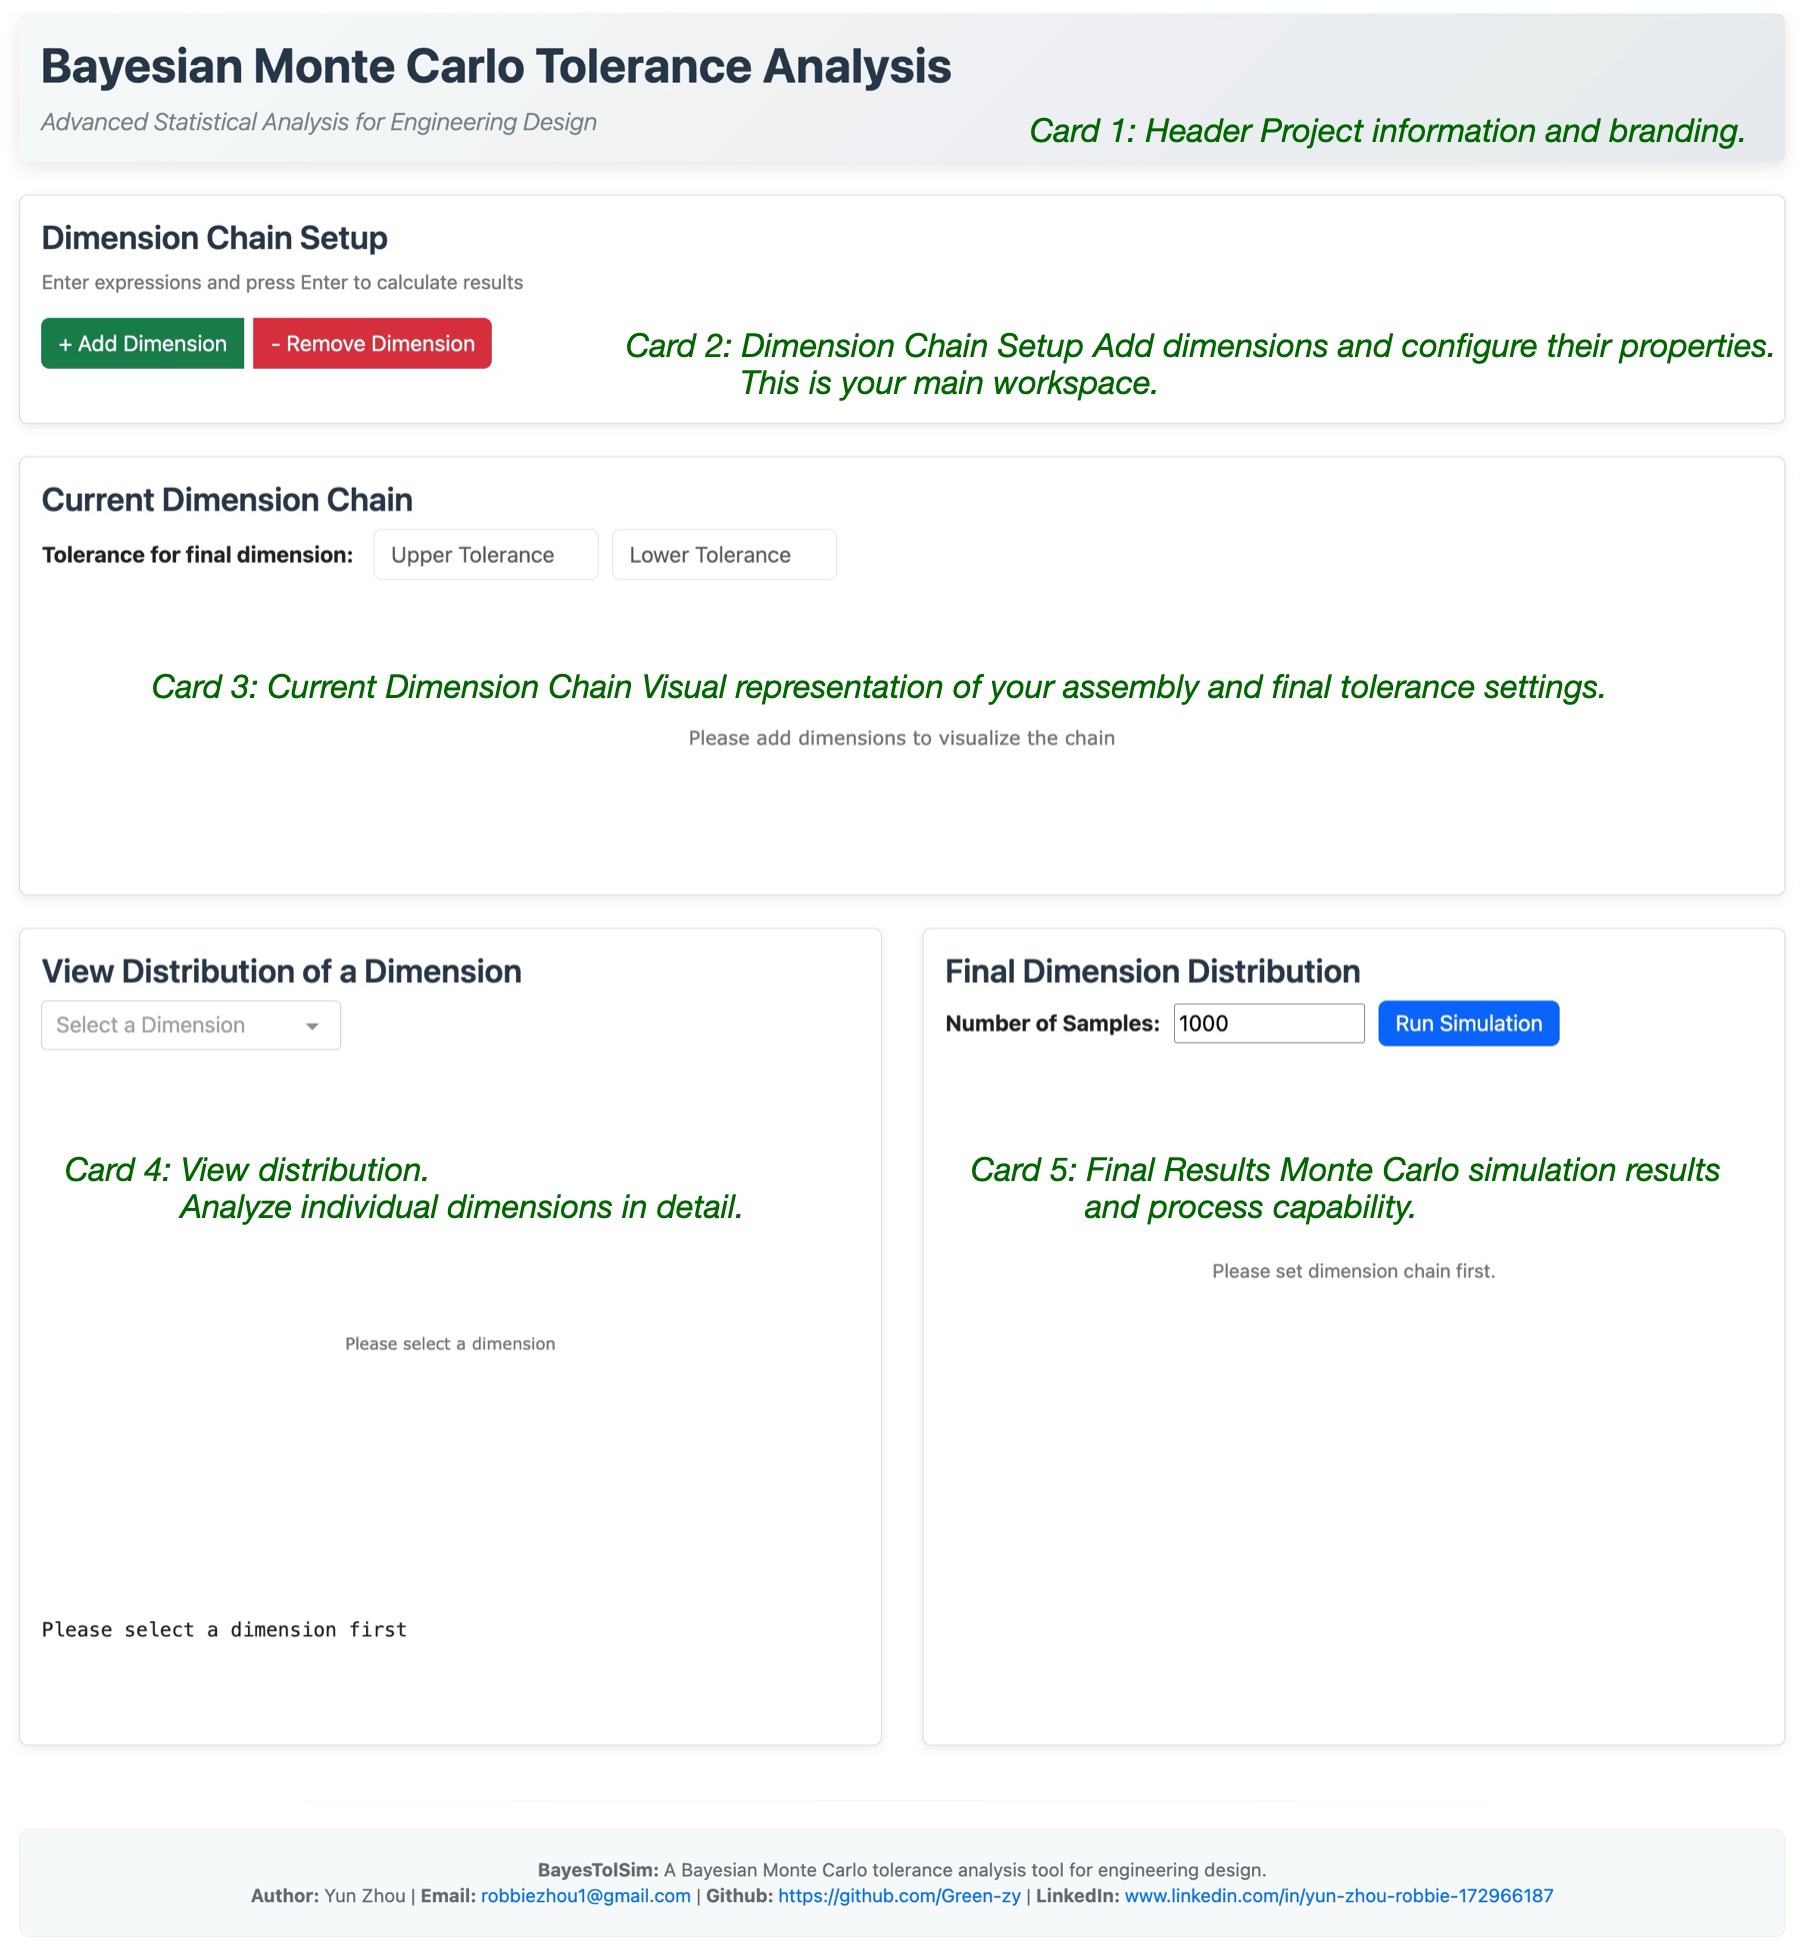 Bayesian Monte Carlo Tolerance Analysis
Advanced Statistical Analysis for Engineering Design
Card 1: Header Project information and branding.
Dimension Chain Setup
Enter expressions and press Enter to calculate results
+ Add Dimension
- Remove Dimension
Card 2: Dimension Chain Setup Add dimensions and configure their properties.
This is your main workspace.
Current Dimension Chain
Tolerance for final dimension:
Upper Tolerance
Lower Tolerance
Card 3: Current Dimension Chain Visual representation of your assembly and final tolerance settings.
Please add dimensions to visualize the chain
View Distribution of a Dimension
Select a Dimension
Card 4: View distribution.
Analyze individual dimensions in detail.
Please select a dimension
Please select a dimension first
Final Dimension Distribution
Number of Samples:
1000
Run Simulation
Card 5: Final Results Monte Carlo simulation results
and process capability.
Please set dimension chain first.
BayesTolSim: A Bayesian Monte Carlo tolerance analysis tool for engineering design.
Author: Yun Zhou | Email: robbiezhou1@gmail.com | Github: https://github.com/Green-zy | LinkedIn: www.linkedin.com/in/yun-zhou-robbie-172966187